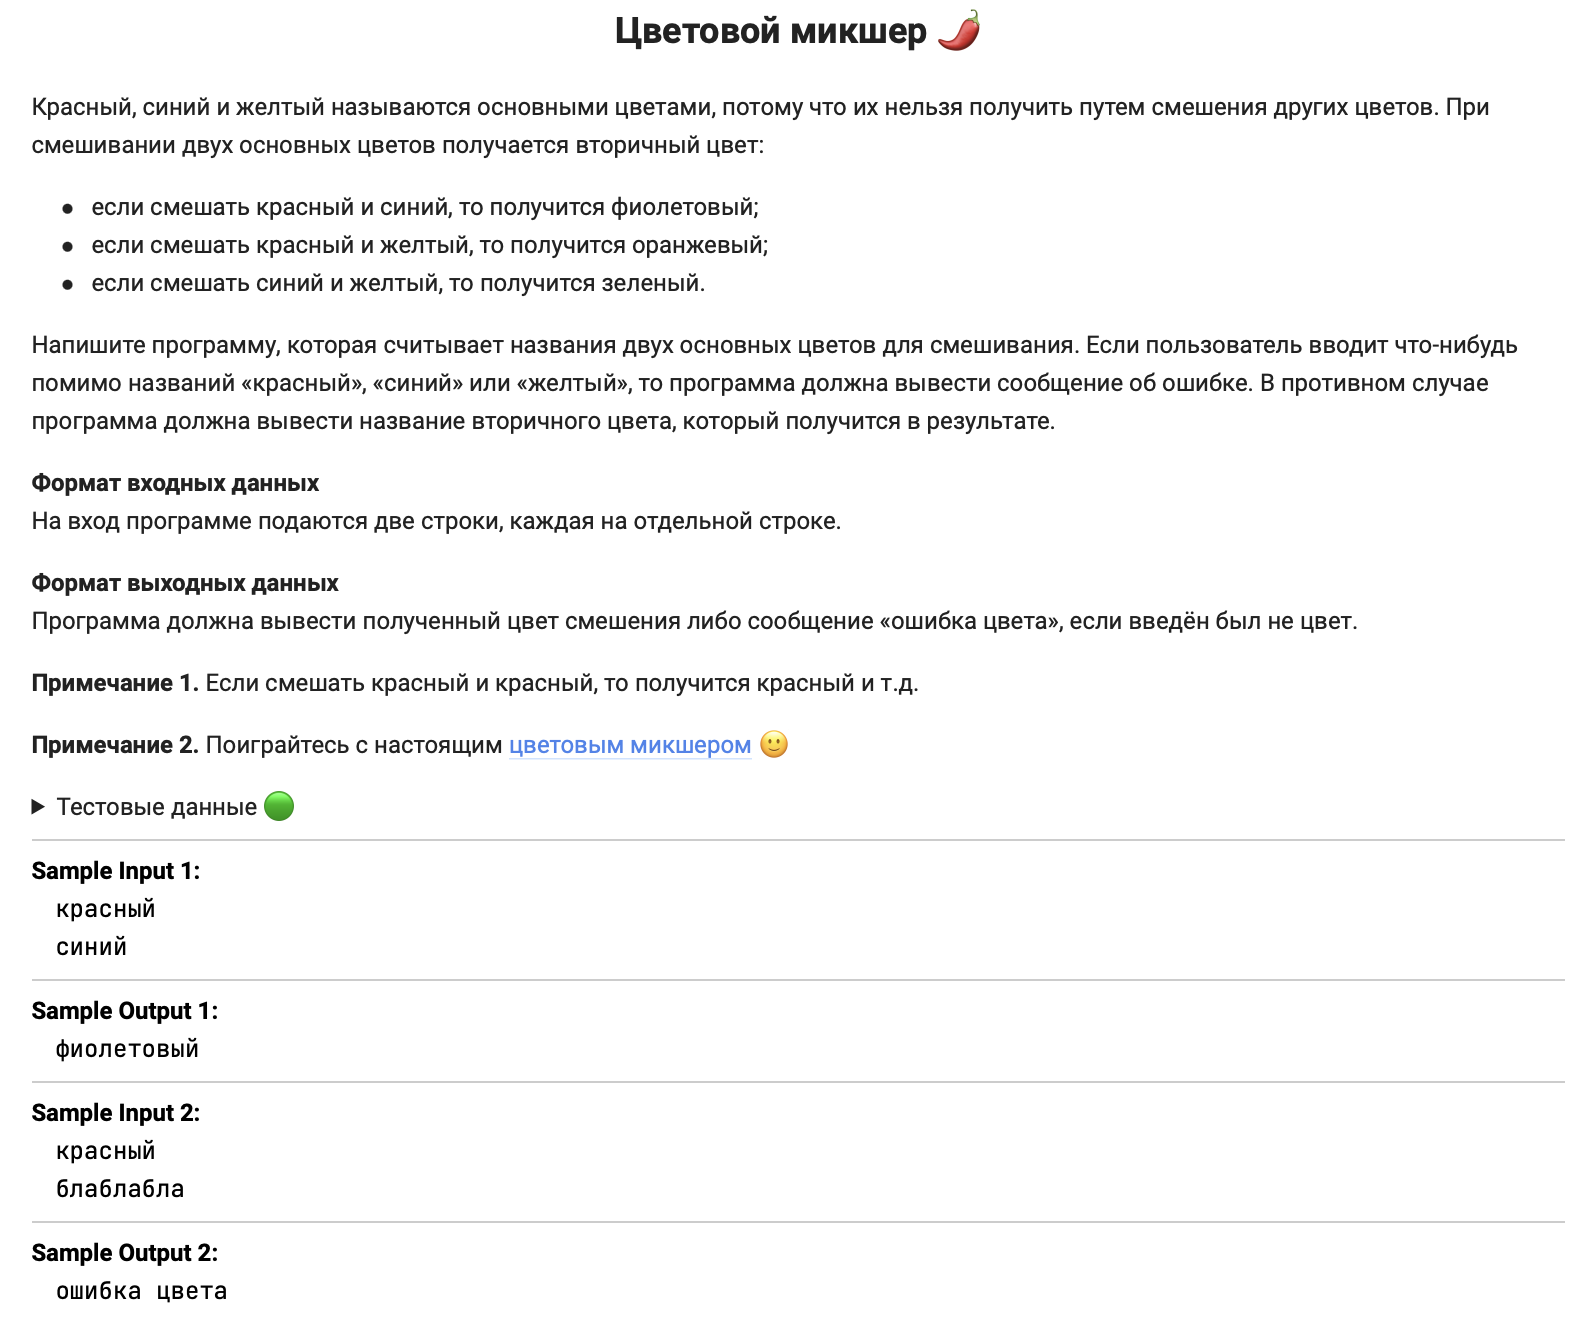 Цветовой микшер 🌶️
Красный, синий и желтый называются основными цветами, потому что их нельзя получить путем смешения других цветов. При
смешивании двух основных цветов получается вторичный цвет:
● если смешать красный и синий, то получится фиолетовый;
● если смешать красный и желтый, то получится оранжевый;
● если смешать синий и желтый, то получится зеленый.
Напишите программу, которая считывает названия двух основных цветов для смешивания. Если пользователь вводит что-нибудь
помимо названий «красный», «синий» или «желтый», то программа должна вывести сообщение об ошибке. В противном случае
программа должна вывести название вторичного цвета, который получится в результате.
Формат входных данных
На вход программе подаются две строки, каждая на отдельной строке.
Формат выходных данных
Программа должна вывести полученный цвет смешения либо сообщение «ошибка цвета», если введён был не цвет.
Примечание 1. Если смешать красный и красный, то получится красный и т.д.
Примечание 2. Поиграйтесь с настоящим цветовым микшером 🙂
▶ Тестовые данные 🟢
Sample Input 1:
красный
синий
Sample Output 1:
фиолетовый
Sample Input 2:
красный
блаблабла
Sample Output 2:
ошибка цвета